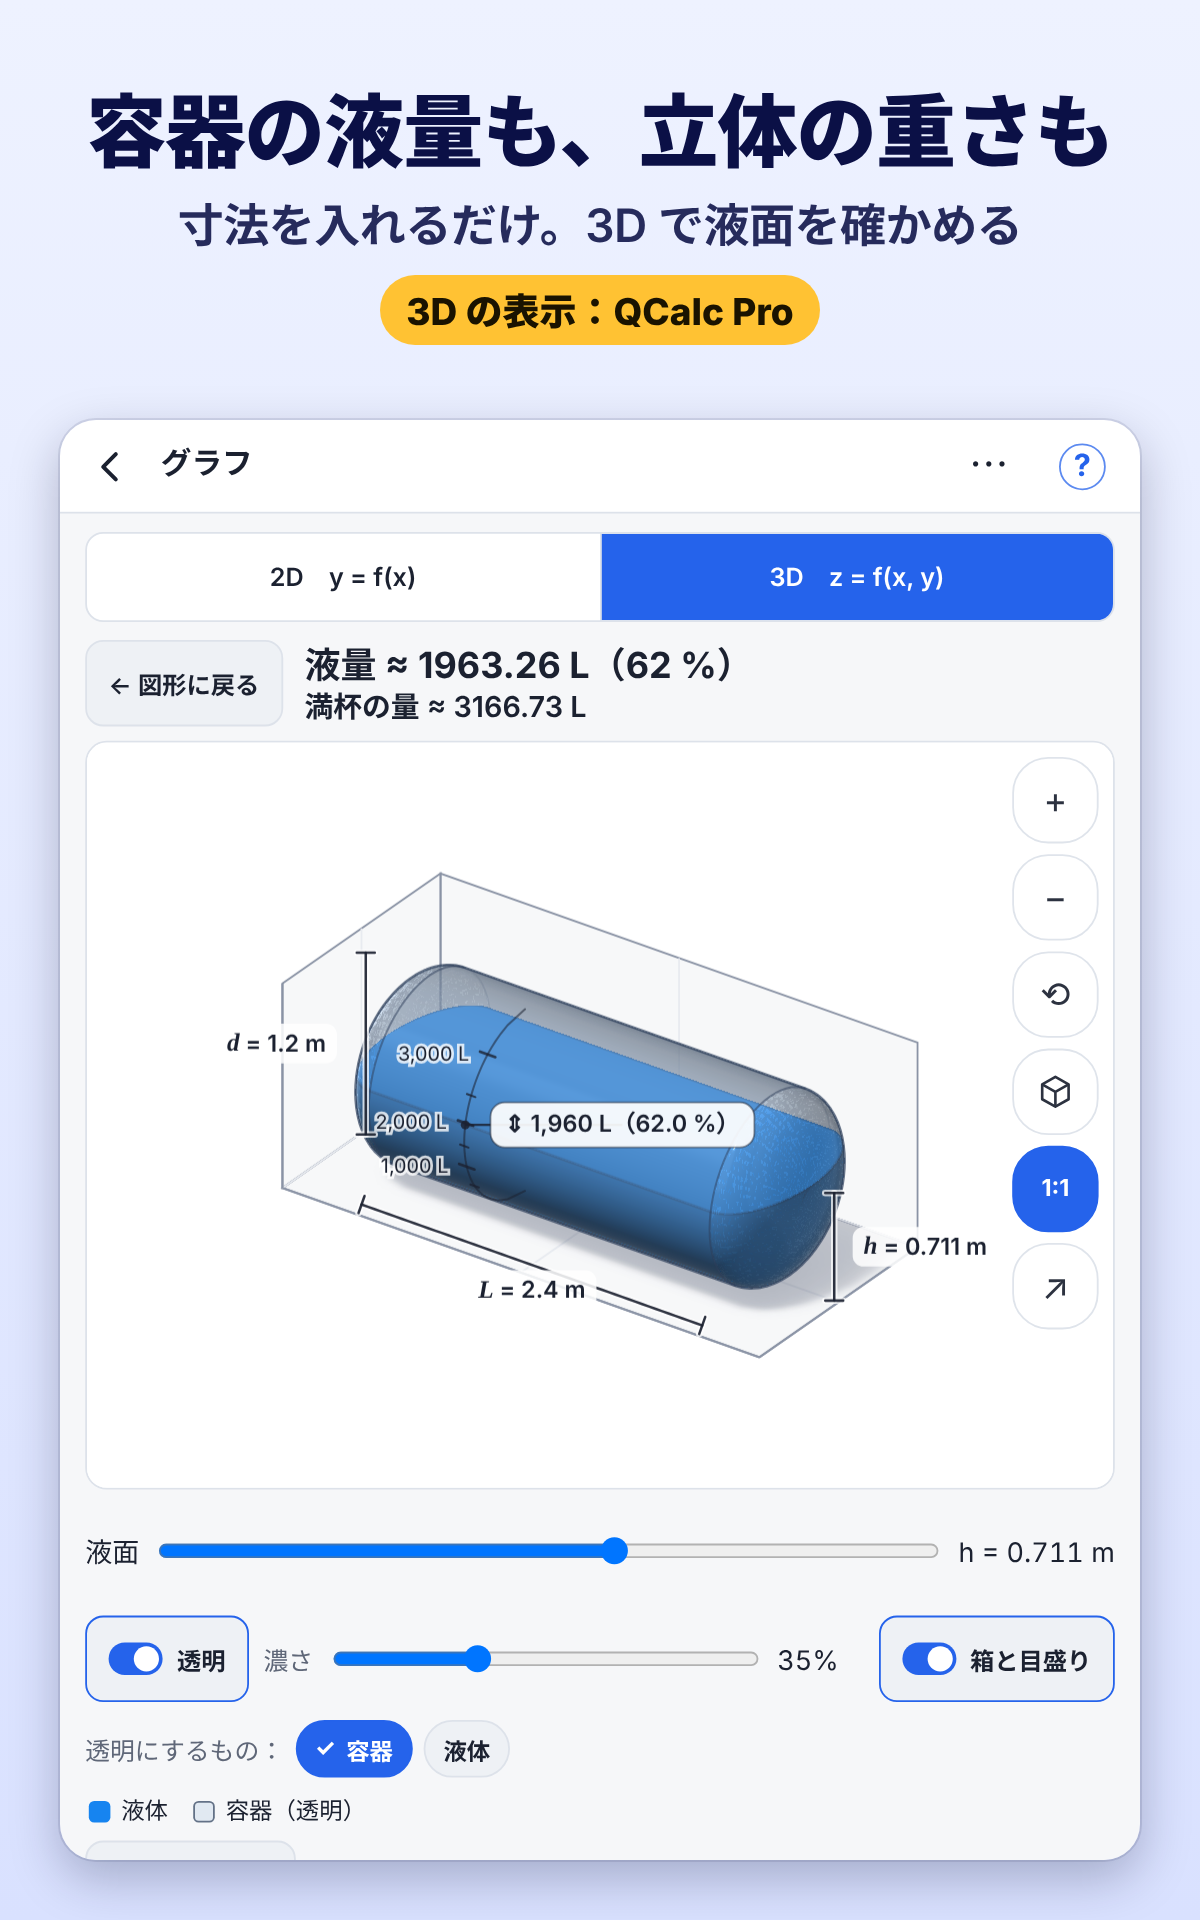 容器の液量も、立体の重さも
寸法を入れるだけ。3D で液面を確かめる
3D の表示：QCalc Pro
グラフ
?
2D y = f(x)
3D z = f(x, y)
← 図形に戻る
液量 ≈ 1963.26 L（62 %）
満杯の量 ≈ 3166.73 L
+
−
d = 1.2 m
3,000 L
2,000 L
⇕ 1,960 L（62.0 %）
1,000 L
1:1
h = 0.711 m
L = 2.4 m
液面
h = 0.711 m
透明
濃さ
35%
箱と目盛り
透明にするもの：
✓ 容器
液体
液体
容器（透明）